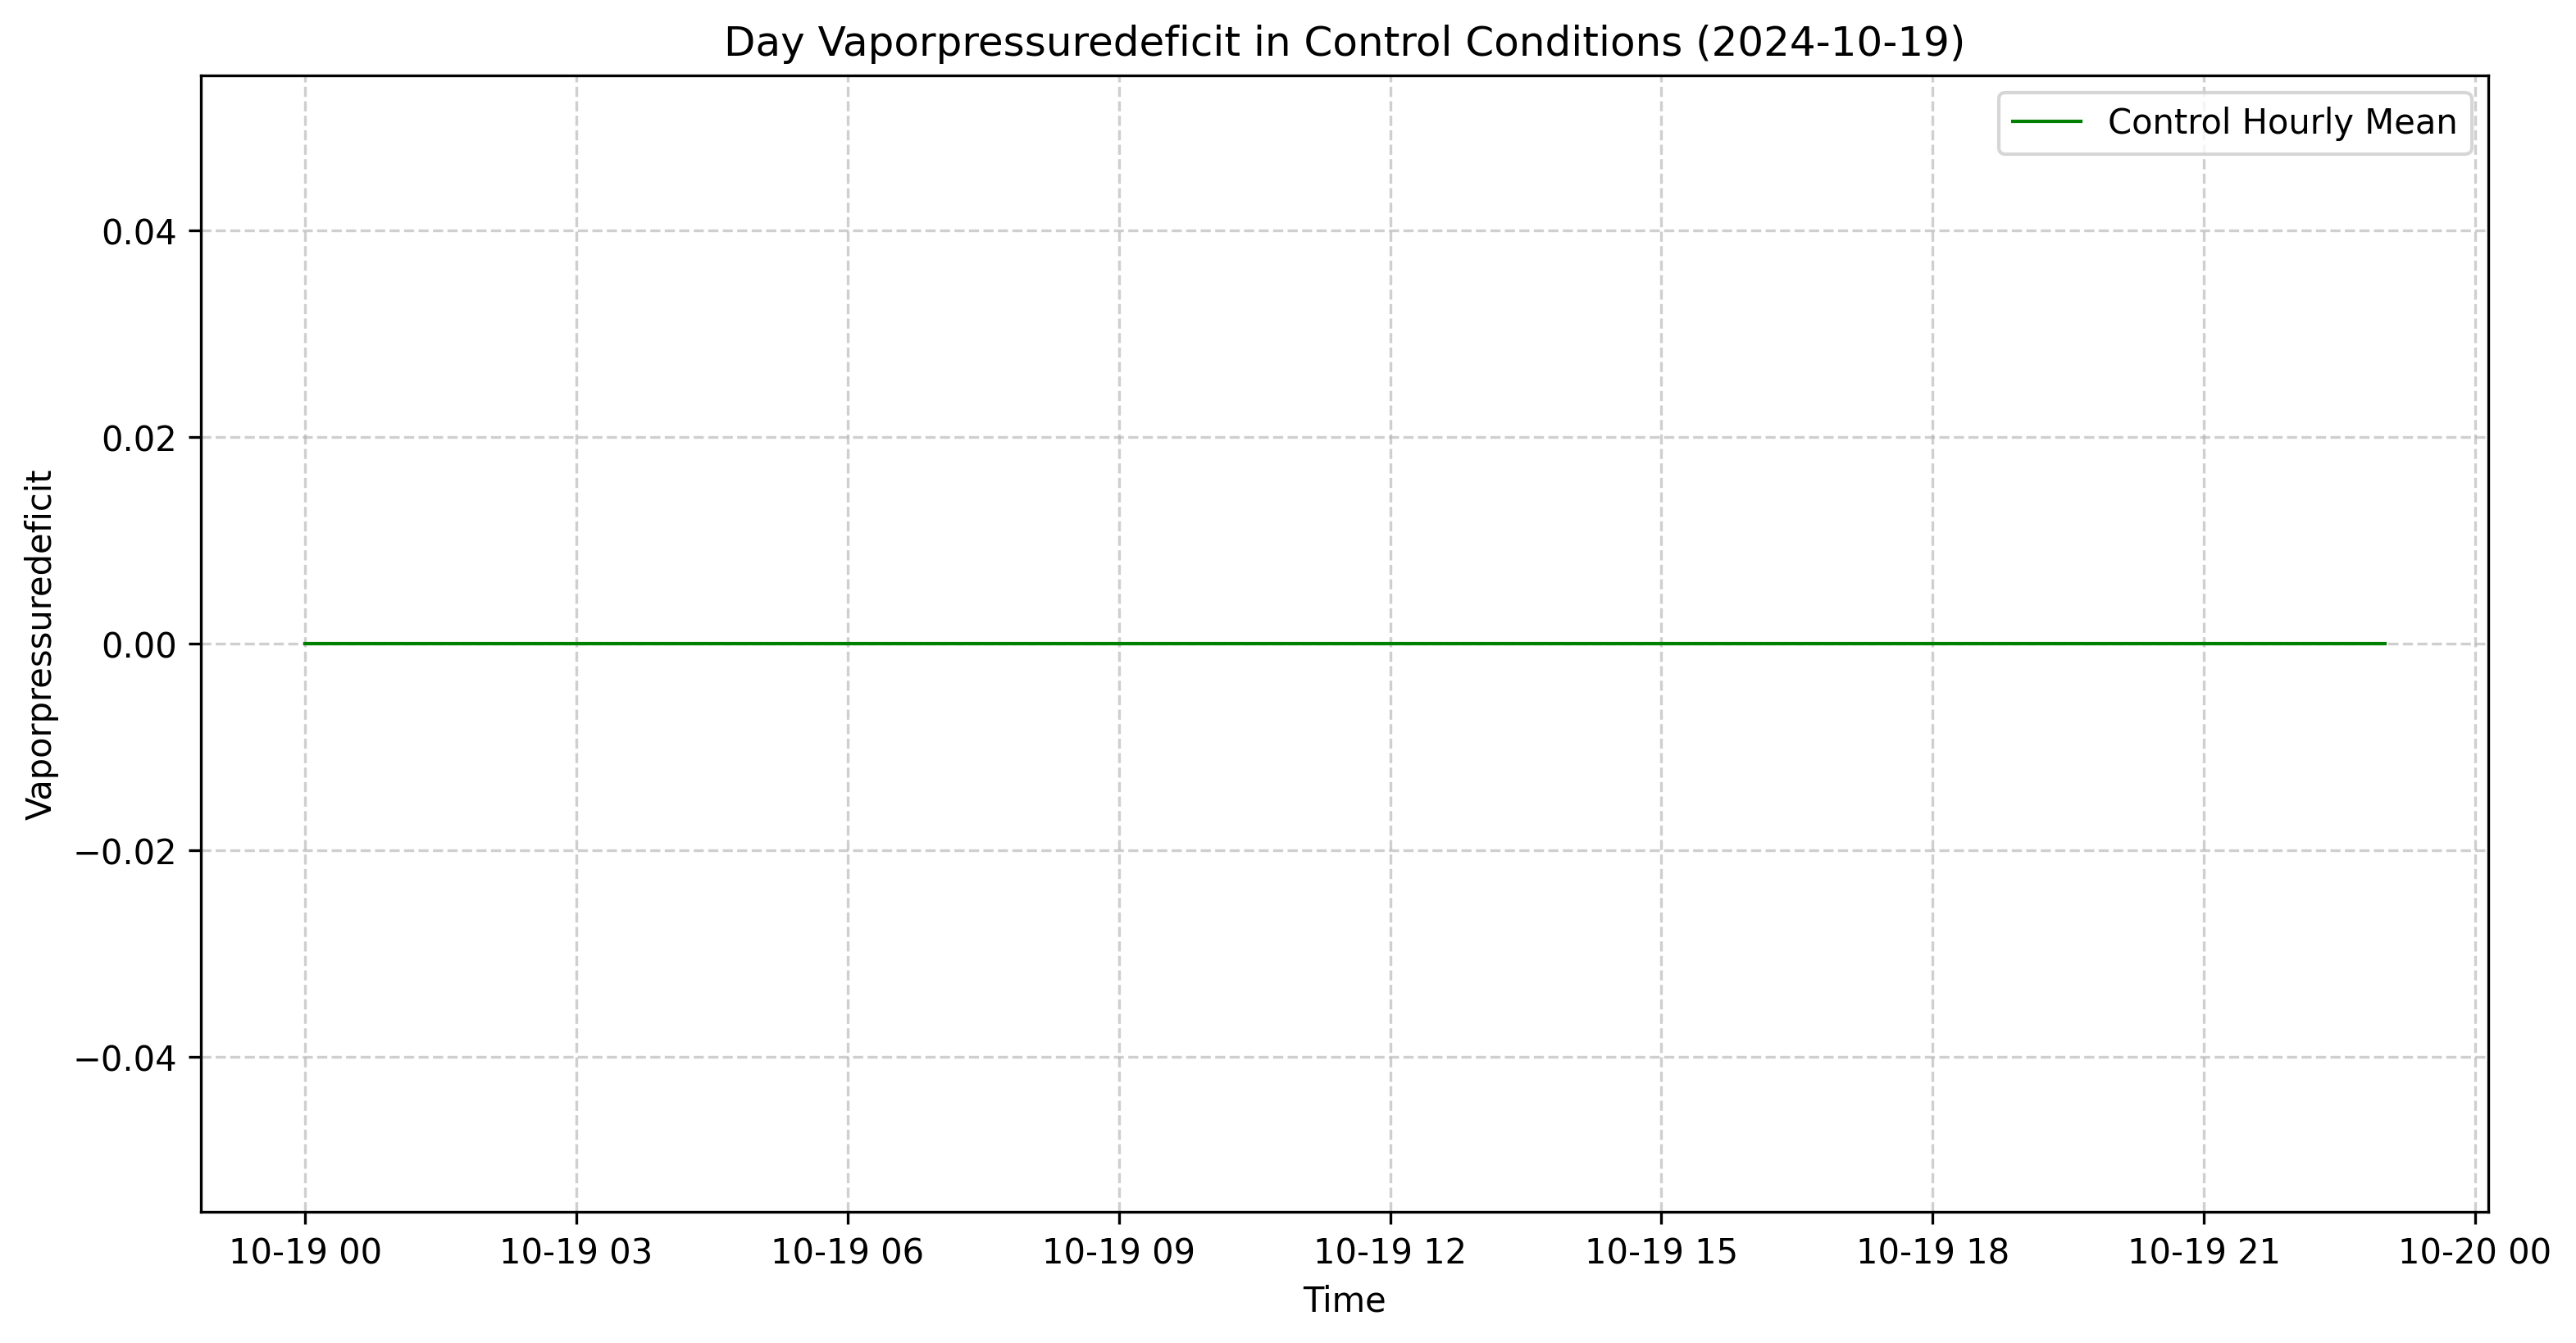 Day Vaporpressuredeficit in Control Conditions (2024-10-19)
Control Hourly Mean
0.04
0.02
0.00
−0.02
−0.04
Vaporpressuredeficit
10-19 00 10-19 03 10-19 06 10-19 09 10-19 12 10-19 15 10-19 18 10-19 21 10-20 00
Time